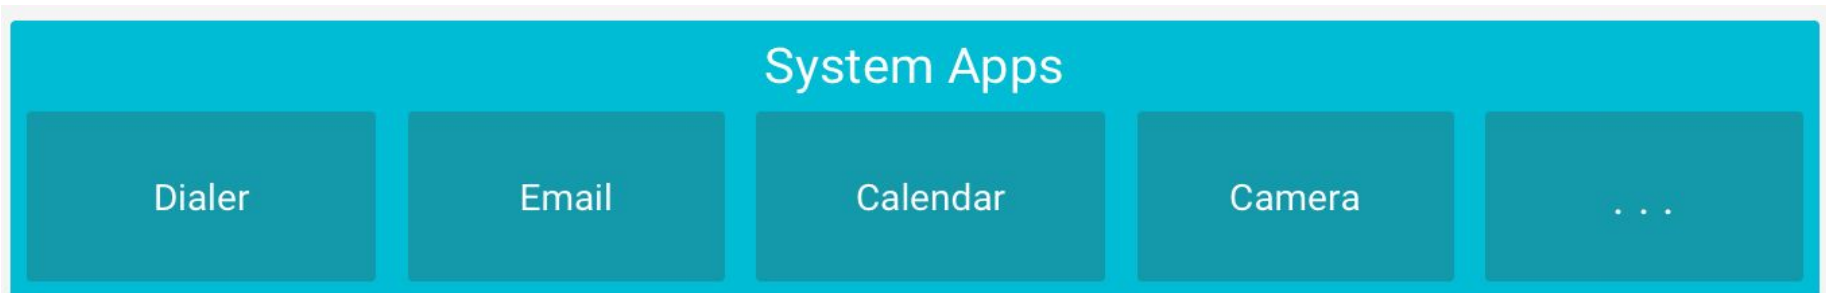 System Apps
Dialer Email Calendar Camera . . .